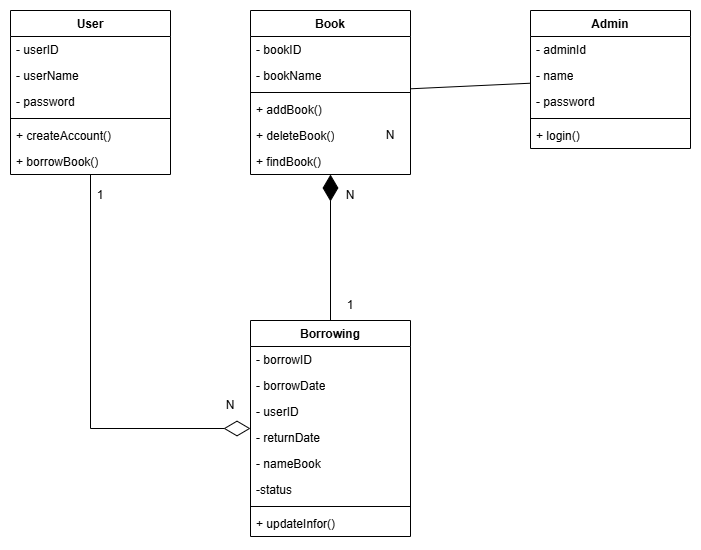 User
- userID
- userName
- password
+ createAccount()
+ borrowBook()
1
Book
- bookID
- bookName
+ addBook()
+ deleteBook()
N
+ findBook()
N
Admin
- adminId
- name
- password
+ login()
1
N
Borrowing
- borrowID
- borrowDate
- userID
- returnDate
- nameBook
-status
+ updateInfor()